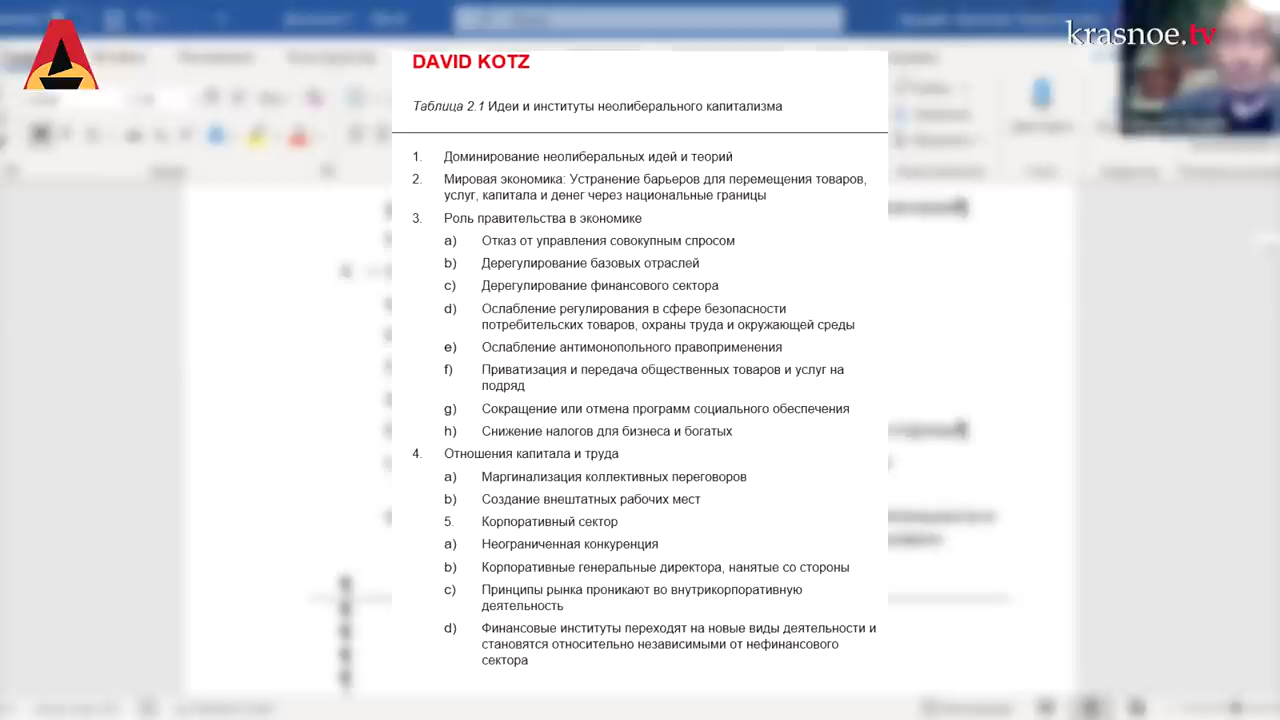 krasnoe.tv
DAVID KOTZ
Таблица 2.1 Идеи и институты неолиберального капитализма
1. Доминирование неолиберальных идей и теорий
2. Мировая экономика: Устранение барьеров для перемещения товаров,
услуг, капитала и денег через национальные границы
3. Роль правительства в экономике
a) Отказ от управления совокупным спросом
b) Дерегулирование базовых отраслей
c) Дерегулирование финансового сектора
d) Ослабление регулирования в сфере безопасности
потребительских товаров, охраны труда и окружающей среды
e) Ослабление антимонопольного правоприменения
f) Приватизация и передача общественных товаров и услуг на
подряд
g) Сокращение или отмена программ социального обеспечения
h) Снижение налогов для бизнеса и богатых
4. Отношения капитала и труда
a) Маргинализация коллективных переговоров
b) Создание внештатных рабочих мест
5. Корпоративный сектор
a) Неограниченная конкуренция
b) Корпоративные генеральные директора, нанятые со стороны
c) Принципы рынка проникают во внутрикорпоративную
деятельность
d) Финансовые институты переходят на новые виды деятельности и
становятся относительно независимыми от нефинансового
сектора